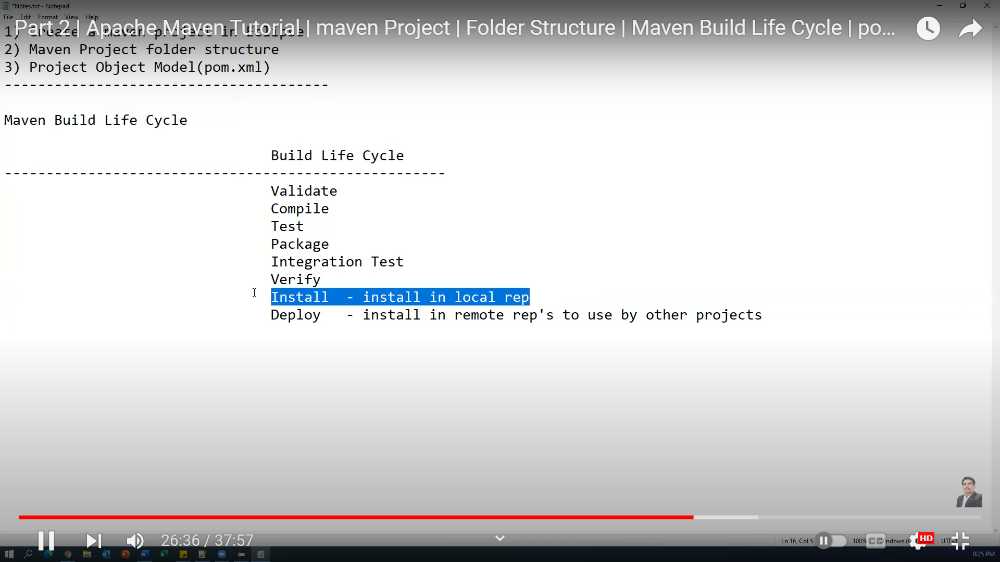 *Notes.txt - Notepad
File Edit Format View Help
Part 2 | Apache Maven Tutorial | maven Project | Folder Structure | Maven Build Life Cycle | po...
1) Create a maven project in Eclipse
2) Maven Project folder structure
3) Project Object Model(pom.xml)
---------------------------------------
Maven Build Life Cycle
Build Life Cycle
-----------------------------------------------------
Validate
Compile
Test
Package
Integration Test
Verify
Install - install in local rep
Deploy - install in remote rep's to use by other projects
26:36 / 37:57
Ln 16, Col 5
100%
CC
HD
UTF-8
8:25 PM